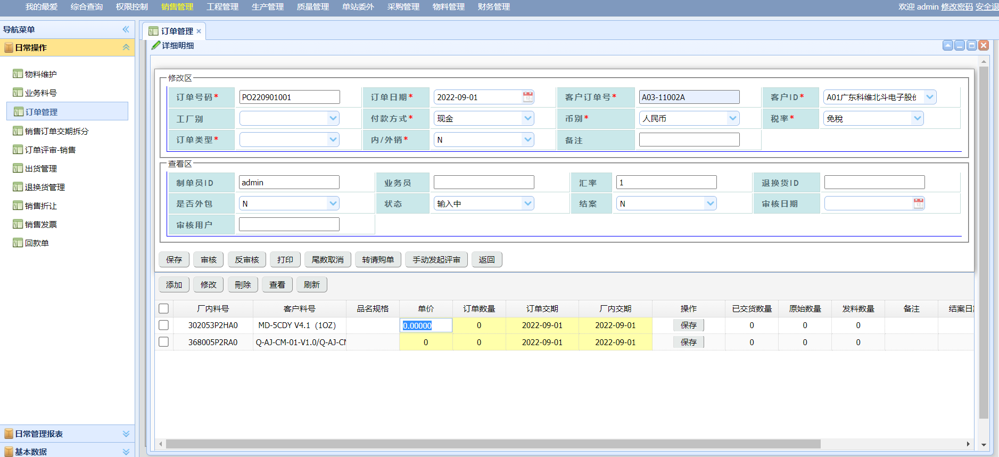 我的最爱 综合查询 权限控制 销售管理 工程管理 生产管理 质量管理 单站委外 采购管理 物料管理 财务管理 欢迎 admin 修改密码 安全退
导航菜单
日常操作
物料维护
业务料号
订单管理
销售订单交期拆分
订单评审-销售
出货管理
退换货管理
销售折让
销售发票
回款单
日常管理报表
基本数据
订单管理
详细明细
修改区
订单号码* PO220901001 订单日期* 2022-09-01 客户订单号* A03-11002A 客户ID* A01广东科维北斗电子股份
工厂别 付款方式* 现金 币别* 人民币 税率* 免税
订单类型* 内/外销* N 备注
查看区
制单员ID admin 业务员 汇率 1 退换货ID
是否外包 N 状态 输入中 结案 N 审核日期
审核用户
保存 审核 反审核 打印 尾数取消 转请购单 手动发起评审 返回
添加 修改 删除 查看 刷新
厂内料号 客户料号 品名规格 单价 订单数量 订单交期 厂内交期 操作 已交货数量 原始数量 发料数量 备注 结案日期
302053P2HA0 MD-5CDY V4.1（1OZ） 0.00000 0 2022-09-01 2022-09-01 保存 0 0 0
368005P2RA0 Q-AJ-CM-01-V1.0/Q-AJ-CM 0 0 2022-09-01 2022-09-01 保存 0 0 0